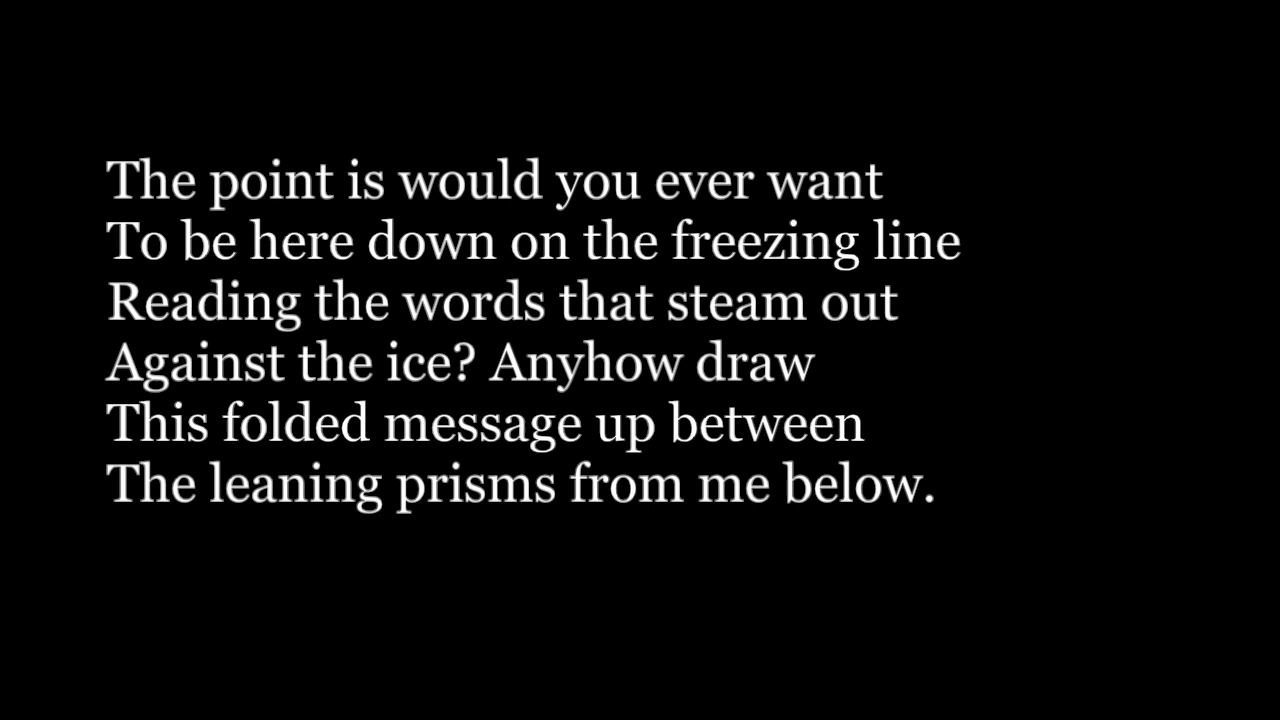 The point is would you ever want
To be here down on the freezing line
Reading the words that steam out
Against the ice? Anyhow draw
This folded message up between
The leaning prisms from me below.